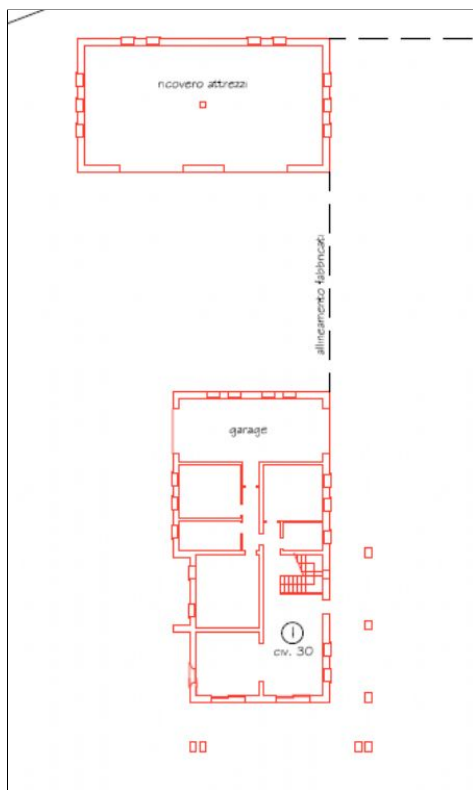 ricovero attrezzi
allineamento fabbricati
garage
1
civ. 30